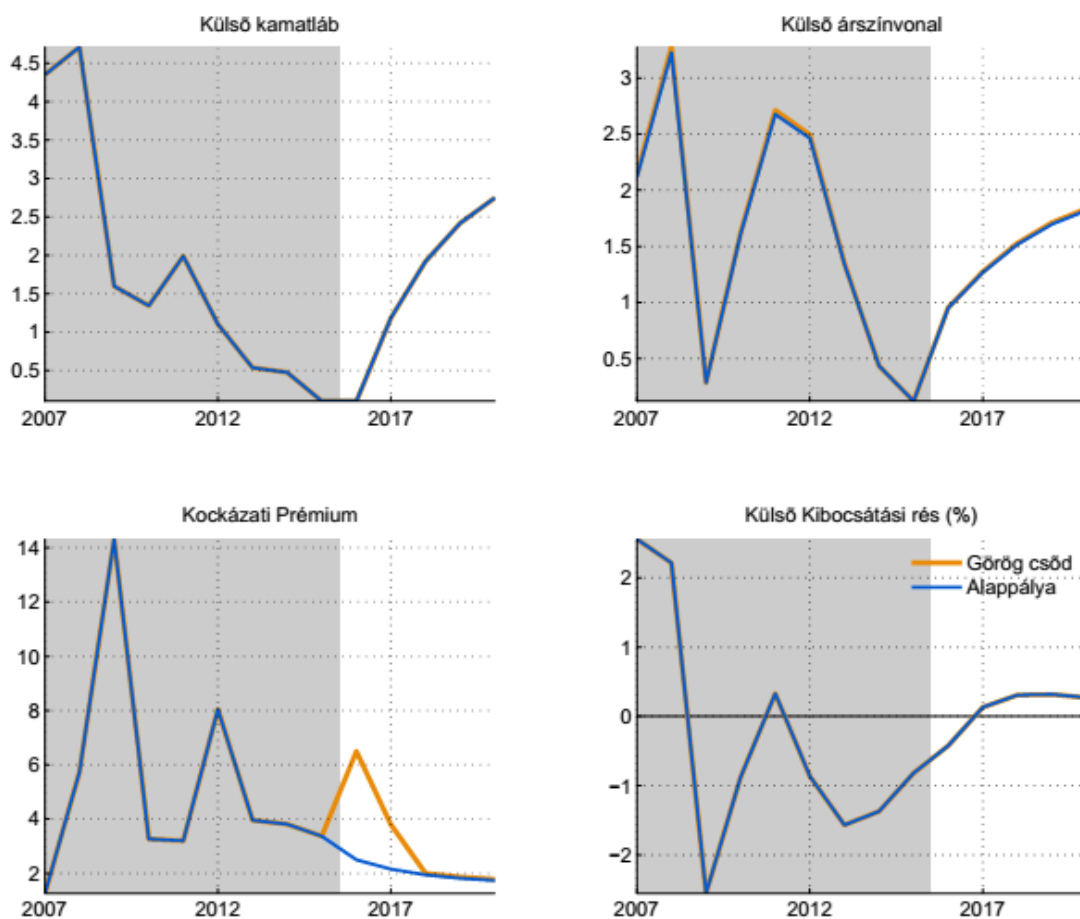 Külső kamatláb
4.5
4
3.5
3
2.5
2
1.5
1
0.5
2007 2012 2017
Külső árszínvonal
3
2.5
2
1.5
1
0.5
2007 2012 2017
Kockázati Prémium
14
12
10
8
6
4
2
2007 2012 2017
Külső Kibocsátási rés (%)
Görög csőd
Alappálya
2
1
0
−1
−2
2007 2012 2017